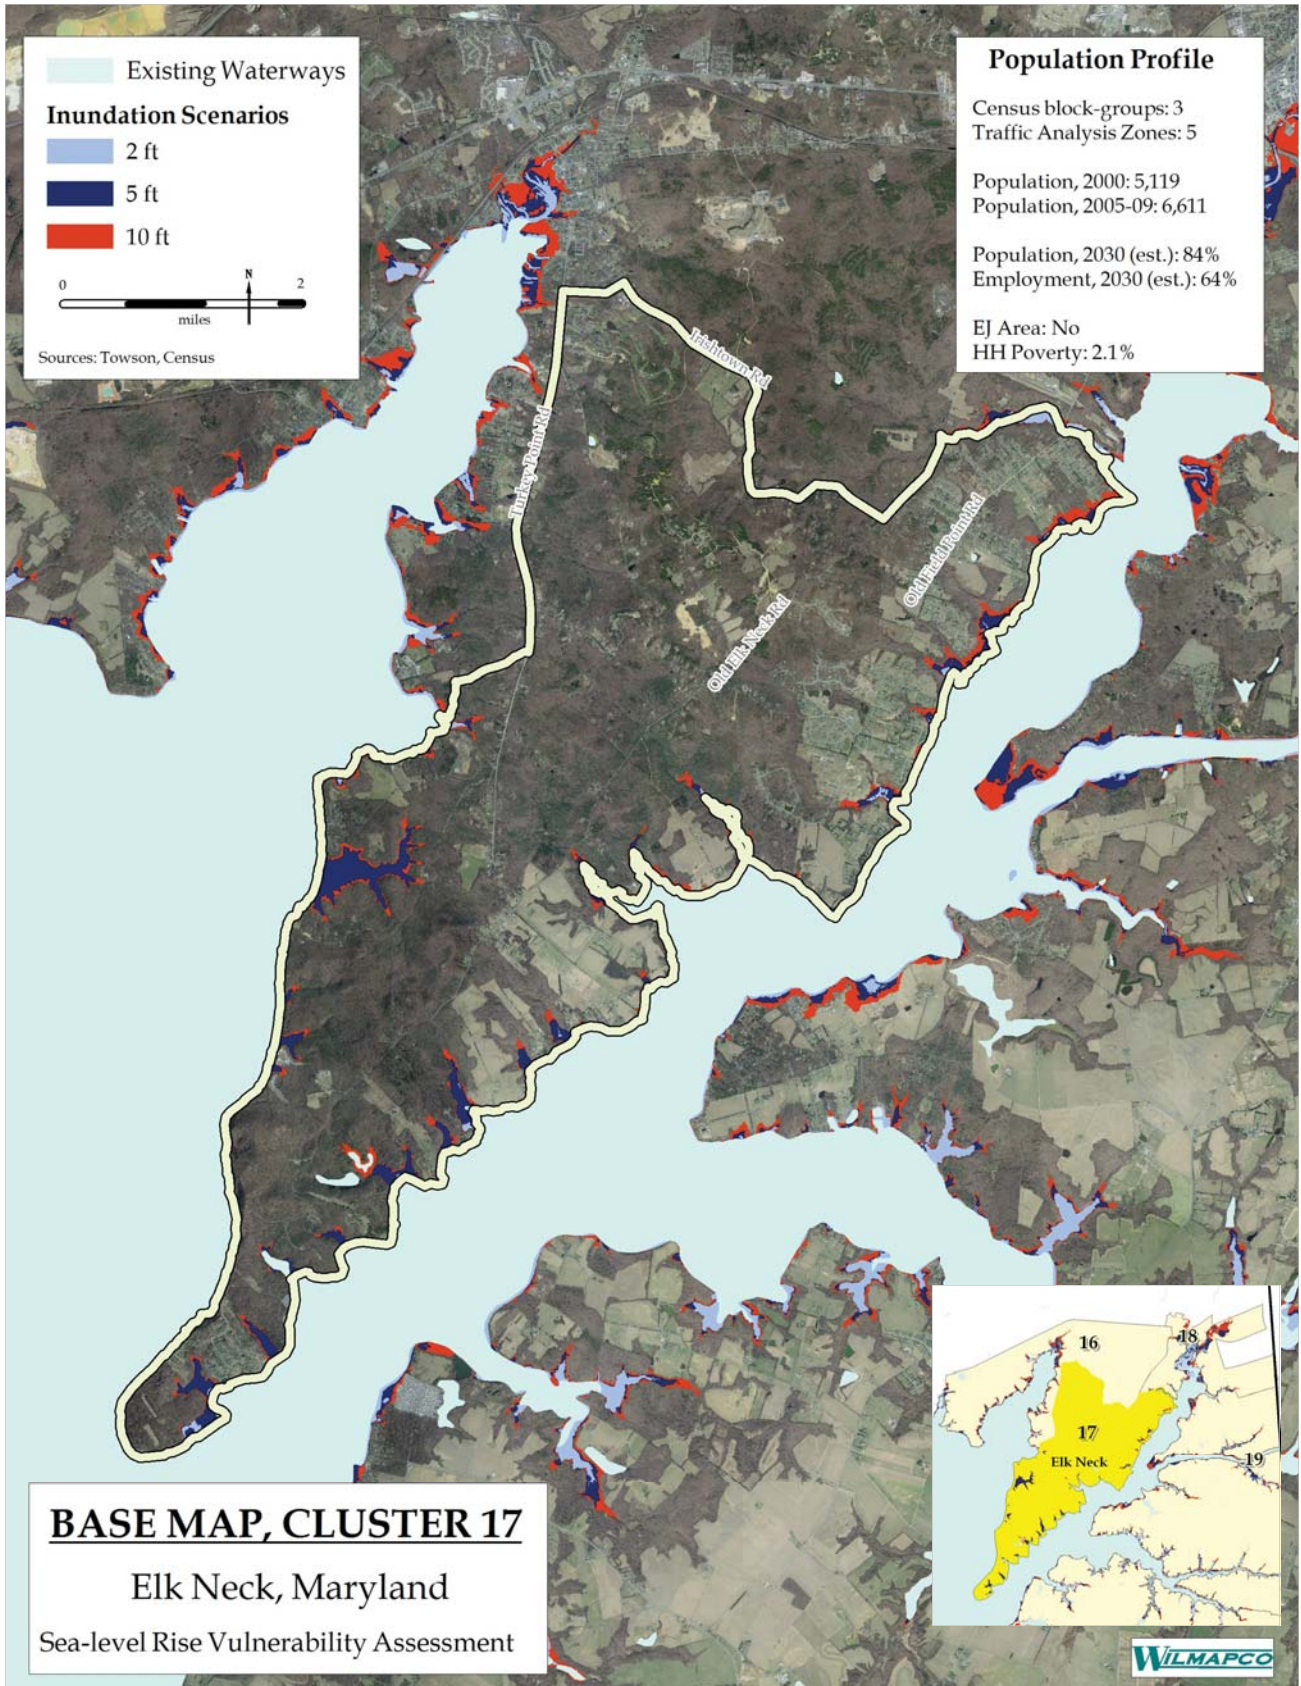 Existing Waterways
Inundation Scenarios
2 ft
5 ft
10 ft
N
0
2
miles
Sources: Towson, Census
Population Profile
Census block-groups: 3
Traffic Analysis Zones: 5
Population, 2000: 5,119
Population, 2005-09: 6,611
Population, 2030 (est.): 84%
Employment, 2030 (est.): 64%
EJ Area: No
HH Poverty: 2.1%
Irishtown Rd
Turkey Point Rd
Old Field Point Rd
Old Elk Neck Rd
16
18
17
Elk Neck
19
BASE MAP, CLUSTER 17
Elk Neck, Maryland
Sea-level Rise Vulnerability Assessment
WILMAPCO